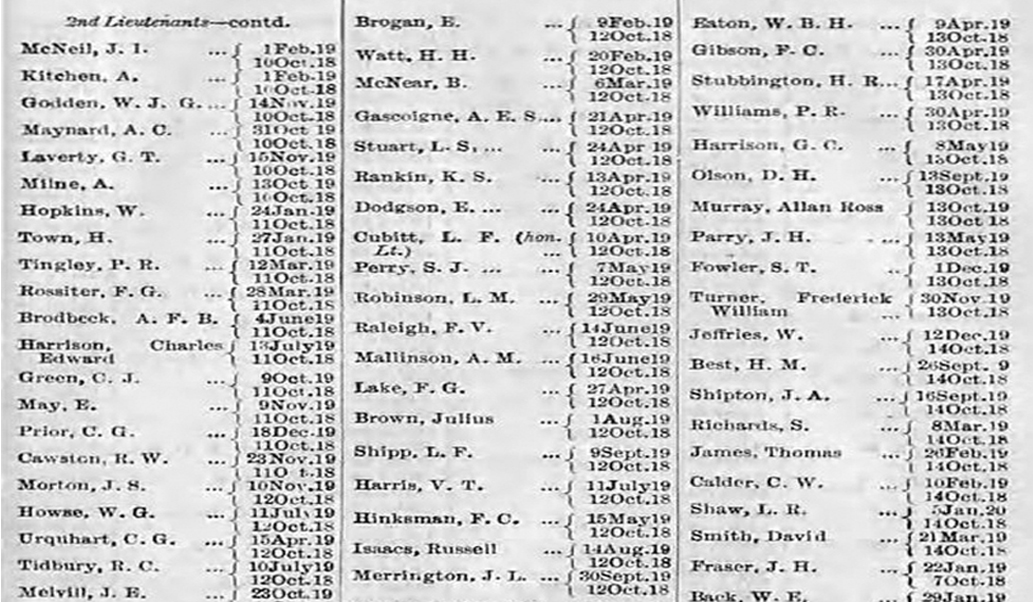 2nd Lieutenants—contd.
McNeil, J. I. ...{ 1Feb.19
10Oct.18
Kitchen, A. ...{ 1Feb.19
10Oct.18
Godden, W. J. G....{ 14Nov.19
10Oct.18
Maynard, A. C. ...{ 31Oct 19
10Oct.18
Laverty, G. T. ...{ 15Nov.19
10Oct.18
Milne, A. ...{ 13Oct.19
10Oct.18
Hopkins, W. ...{ 24Jan.19
11Oct.18
Town, H. ...{ 27Jan.19
11Oct.18
Tingley, P. R. ...{ 12Mar.19
11Oct.18
Rossiter, F. G. ...{ 28Mar.19
11Oct.18
Brodbeck, A. F. B. { 4June19
11Oct.18
Harrison, Charles { 13July19
Edward 11Oct.18
Green, C. J. ...{ 9Oct.19
11Oct.18
May, E. ...{ 9Nov.19
11Oct.18
Prior, C. G. ...{ 18Dec.19
11Oct.18
Cawston, R. W. ...{ 23Nov.19
11O t.18
Morton, J. S. ...{ 10Nov.19
12Oct.18
Howse, W. G. ...{ 11July19
12Oct.18
Urquhart, C. G. ...{ 15Apr.19
12Oct.18
Tidbury, R. C. ...{ 10July19
12Oct.18
Melvill, J. E. ...{ 23Oct.19
Brogan, E. ...{ 9Feb.19
12Oct.18
Watt, H. H. ...{ 20Feb.19
12Oct.18
McNear, B. ...{ 6Mar.19
12Oct.18
Gascoigne, A. E. S....{ 21Apr.19
12Oct.18
Stuart, L. S. ... ...{ 24Apr 19
12Oct.18
Rankin, K. S. ...{ 13Apr.19
12Oct.18
Dodgson, E. ... ...{ 24Apr.19
12Oct.18
Cubitt, L. F. (hon. { 10Apr.19
Lt.) ... 12Oct.18
Perry, S. J. ... ...{ 7May19
12Oct.18
Robinson, L. M. ...{ 29May19
12Oct.18
Raleigh, F. V. ...{ 14June19
12Oct.18
Mallinson, A. M. ...{ 16June19
12Oct.18
Lake, F. G. ...{ 27Apr.19
12Oct.18
Brown, Julius ...{ 1Aug.19
12Oct.18
Shipp, L. F. ...{ 9Sept.19
12Oct.18
Harris, V. T. ...{ 11July19
12Oct.18
Hinksman, F. C. ...{ 15May19
12Oct.18
Isaacs, Russell ...{ 14Aug.19
12Oct.18
Merrington, J. L. ...{ 30Sept.19
12Oct.18
Eaton, W. B. H. ...{ 9Apr.19
13Oct.18
Gibson, F. C. ...{ 30Apr.19
13Oct.18
Stubbington, H. R...{ 17Apr.19
13Oct.18
Williams, P. R. ...{ 30Apr.19
13Oct.18
Harrison, G. C. ...{ 8May19
13Oct.18
Olson, D. H. ...{ 13Sept.19
13Oct.18
Murray, Allan Ross { 13Oct.19
13Oct.18
Parry, J. H. ...{ 13May19
13Oct.18
Fowler, S. T. ..{ 1Dec.19
13Oct.18
Turner, Frederick { 30Nov.19
William ... 13Oct.18
Jeffries, W. ...{ 12Dec.19
14Oct.18
Best, H. M. ...{ 26Sept. 9
14Oct.18
Shipton, J. A. ...{ 16Sept.19
14Oct.18
Richards, S. ...{ 8Mar.19
14Oct.18
James, Thomas ...{ 26Feb.19
14Oct.18
Calder, C. W. ...{ 10Feb.19
14Oct.18
Shaw, L. R. ...{ 5Jan.20
14Oct.18
Smith, David ...{ 21Mar.19
14Oct.18
Fraser, J. H. ...{ 22Jan.19
7Oct.18
Back, W. E. ...{ 29Jan.19